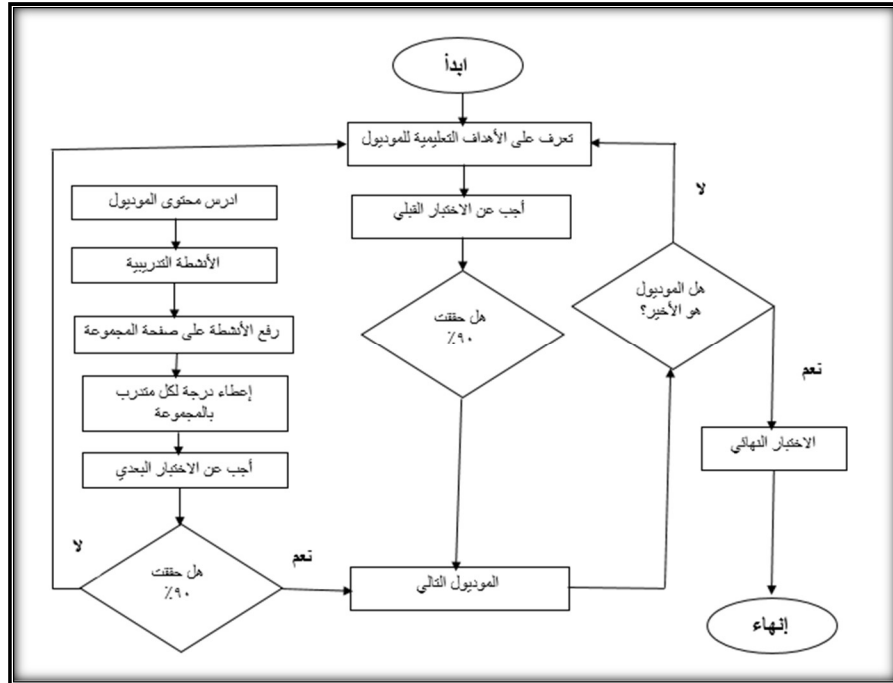 ابدأ
تعرف على الأهداف التعليمية للموديول
أجب عن الاختبار القبلي
هل حققت
٩٠٪
ادرس محتوى الموديول
الأنشطة التدريبية
رفع الأنشطة على صفحة المجموعة
إعطاء درجة لكل متدرب
بالمجموعة
أجب عن الاختبار البعدي
هل حققت
٩٠٪
لا
نعم
الموديول التالي
هل الموديول
هو الأخير؟
لا
نعم
الاختبار النهائي
إنهاء